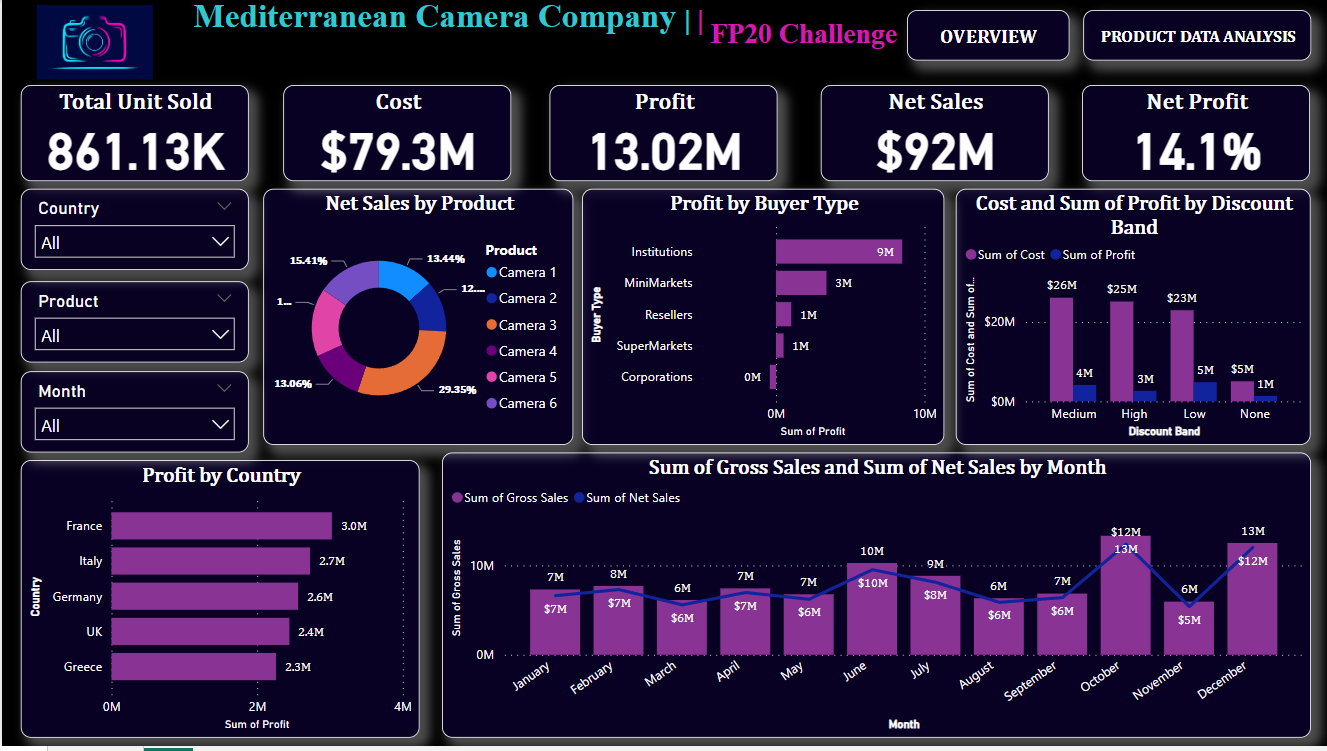 Mediterranean Camera Company ||
FP20 Challenge
OVERVIEW
PRODUCT DATA ANALYSIS
Total Unit Sold
861.13K
Cost
$79.3M
Profit
13.02M
Net Sales
$92M
Net Profit
14.1%
Country
All
Product
All
Month
All
Net Sales by Product
15.41%
13.44%
12....
1...
13.06%
29.35%
Product
Camera 1
Camera 2
Camera 3
Camera 4
Camera 5
Camera 6
Profit by Buyer Type
Buyer Type
Institutions 9M
MiniMarkets 3M
Resellers 1M
SuperMarkets 1M
Corporations 0M
0M 10M
Sum of Profit
Cost and Sum of Profit by Discount
Band
Sum of Cost Sum of Profit
Sum of Cost and Sum of...
$20M
$0M
$26M 4M
$25M 3M
$23M 5M
$5M 1M
Medium High Low None
Discount Band
Profit by Country
Country
France 3.0M
Italy 2.7M
Germany 2.6M
UK 2.4M
Greece 2.3M
0M 2M 4M
Sum of Profit
Sum of Gross Sales and Sum of Net Sales by Month
Sum of Gross Sales Sum of Net Sales
Sum of Gross Sales
10M
0M
7M 8M 6M 7M 7M 10M 9M 6M 7M $12M 6M 13M
$7M $7M $6M $7M $6M $10M $8M $6M $6M 13M $5M $12M
January February March April May June July August September October November December
Month